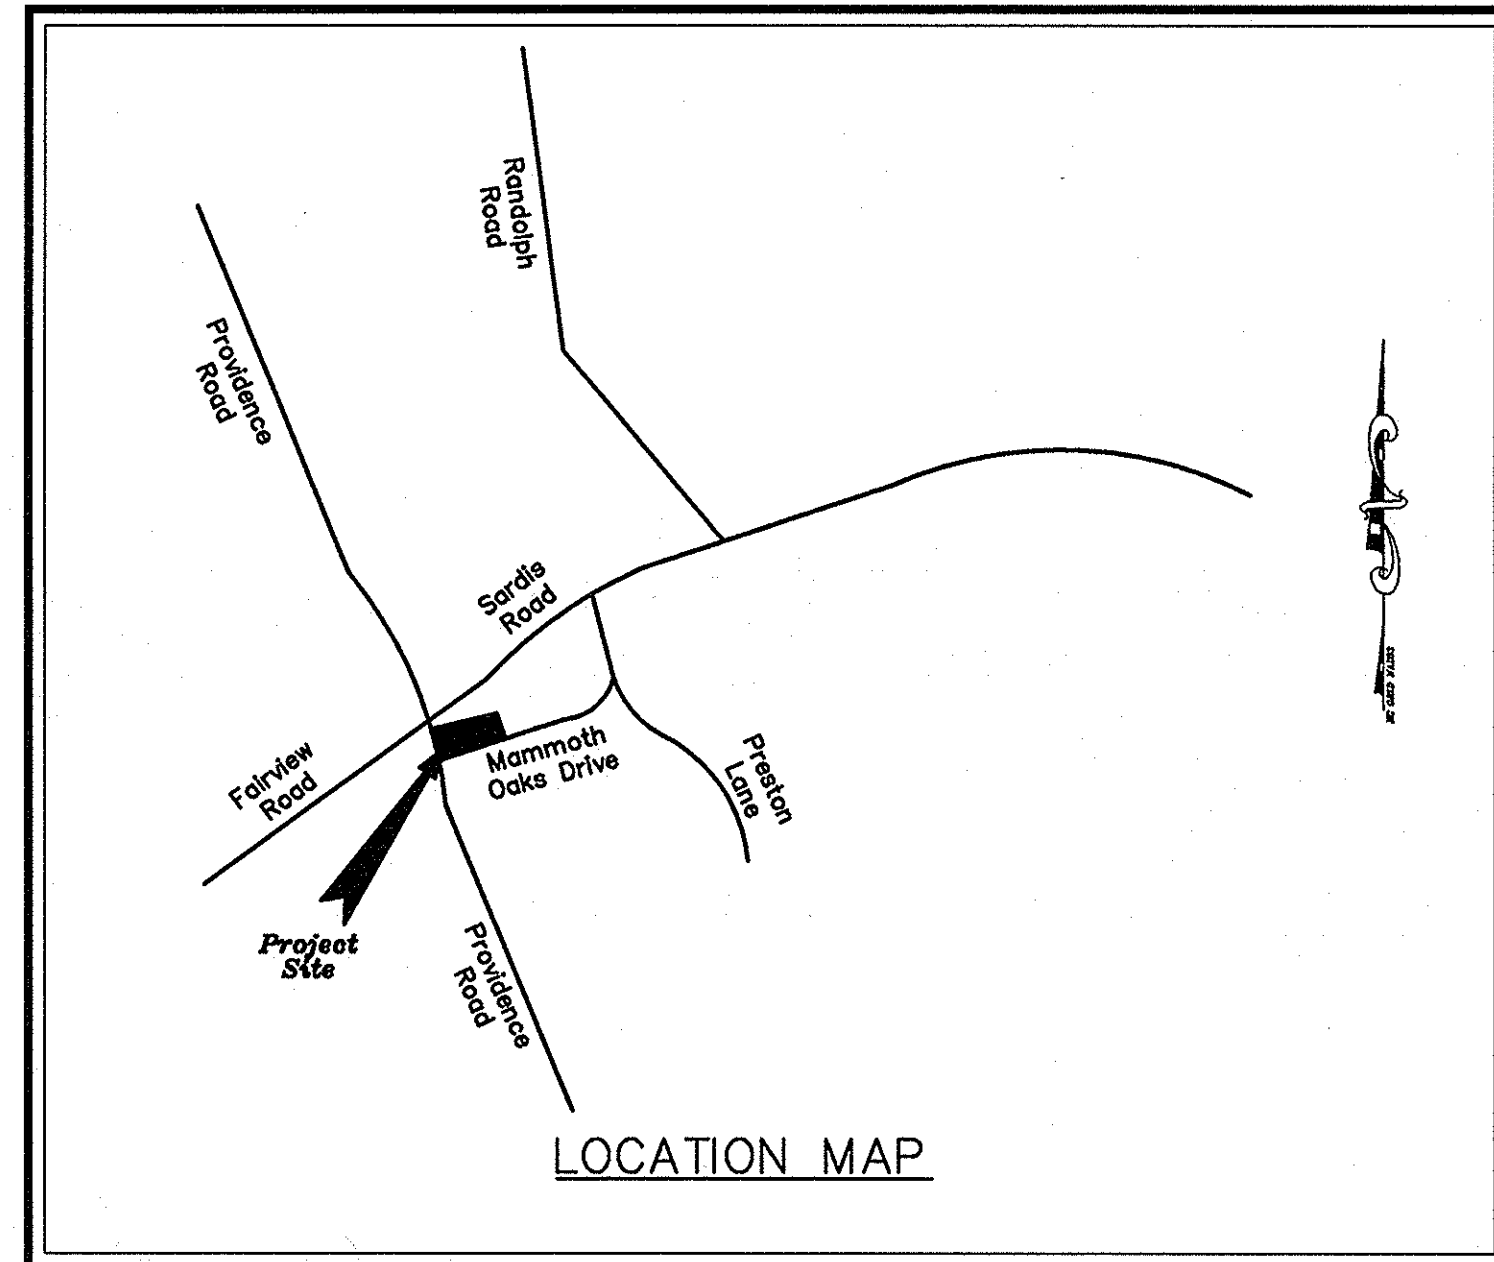 Randolph
Road
Providence
Road
Sardis
Road
Fairview
Road
Mammoth
Oaks Drive
Preston
Lane
Project
Site
Providence
Road
LOCATION MAP